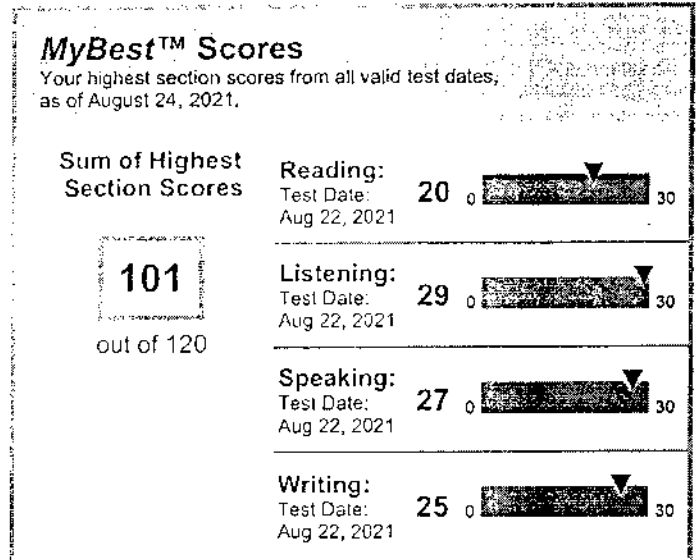 MyBest™ Scores
Your highest section scores from all valid test dates,
as of August 24, 2021.
Sum of Highest
Section Scores
101
out of 120
Reading:
Test Date:
Aug 22, 2021
20
0
30
Listening:
Test Date:
Aug 22, 2021
29
0
30
Speaking:
Test Date:
Aug 22, 2021
27
0
30
Writing:
Test Date:
Aug 22, 2021
25
0
30